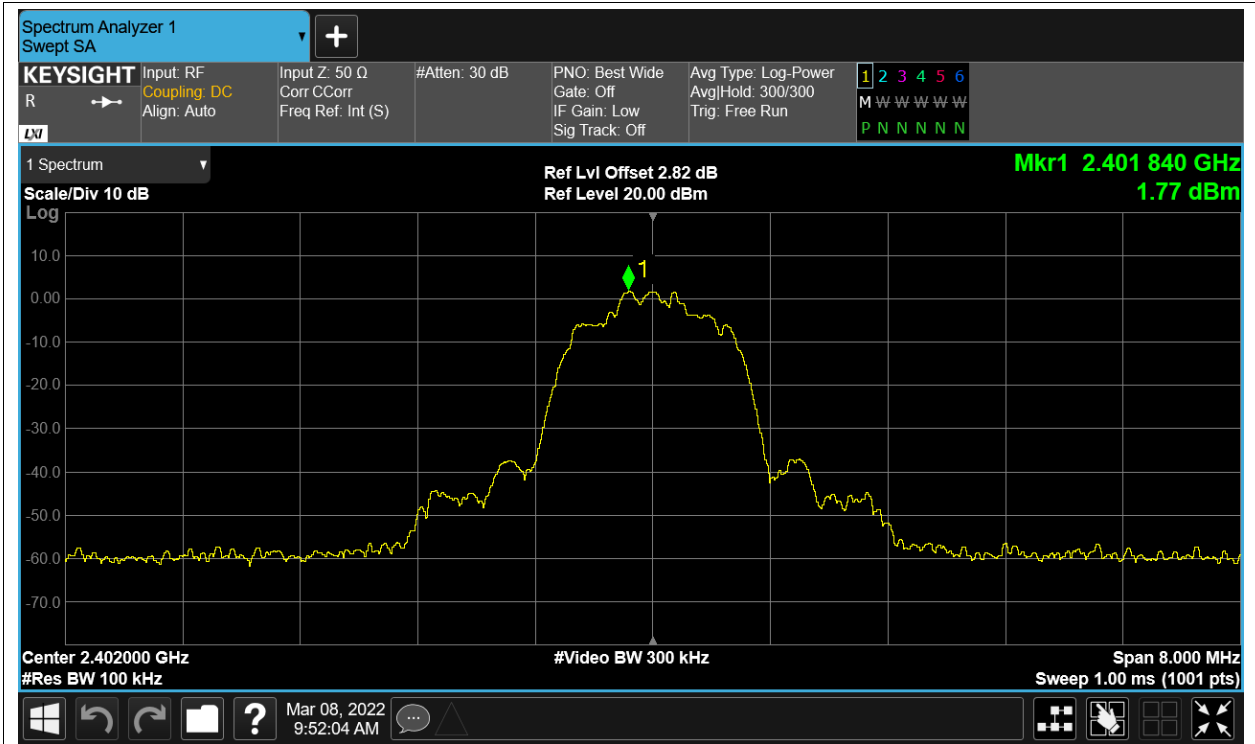 Spectrum Analyzer 1
Swept SA
KEYSIGHT
R
LXI
Input: RF
Coupling: DC
Align: Auto
Input Z: 50 Ω
Corr CCorr
Freq Ref: Int (S)
#Atten: 30 dB
PNO: Best Wide
Gate: Off
IF Gain: Low
Sig Track: Off
Avg Type: Log-Power
Avg|Hold: 300/300
Trig: Free Run
1 2 3 4 5 6
M W W W W W
P N N N N N
1 Spectrum
Scale/Div 10 dB
Log
Ref Lvl Offset 2.82 dB
Ref Level 20.00 dBm
Mkr1 2.401 840 GHz
1.77 dBm
1
10.0
0.00
-10.0
-20.0
-30.0
-40.0
-50.0
-60.0
-70.0
Center 2.402000 GHz
#Res BW 100 kHz
#Video BW 300 kHz
Span 8.000 MHz
Sweep 1.00 ms (1001 pts)
?
Mar 08, 2022
9:52:04 AM